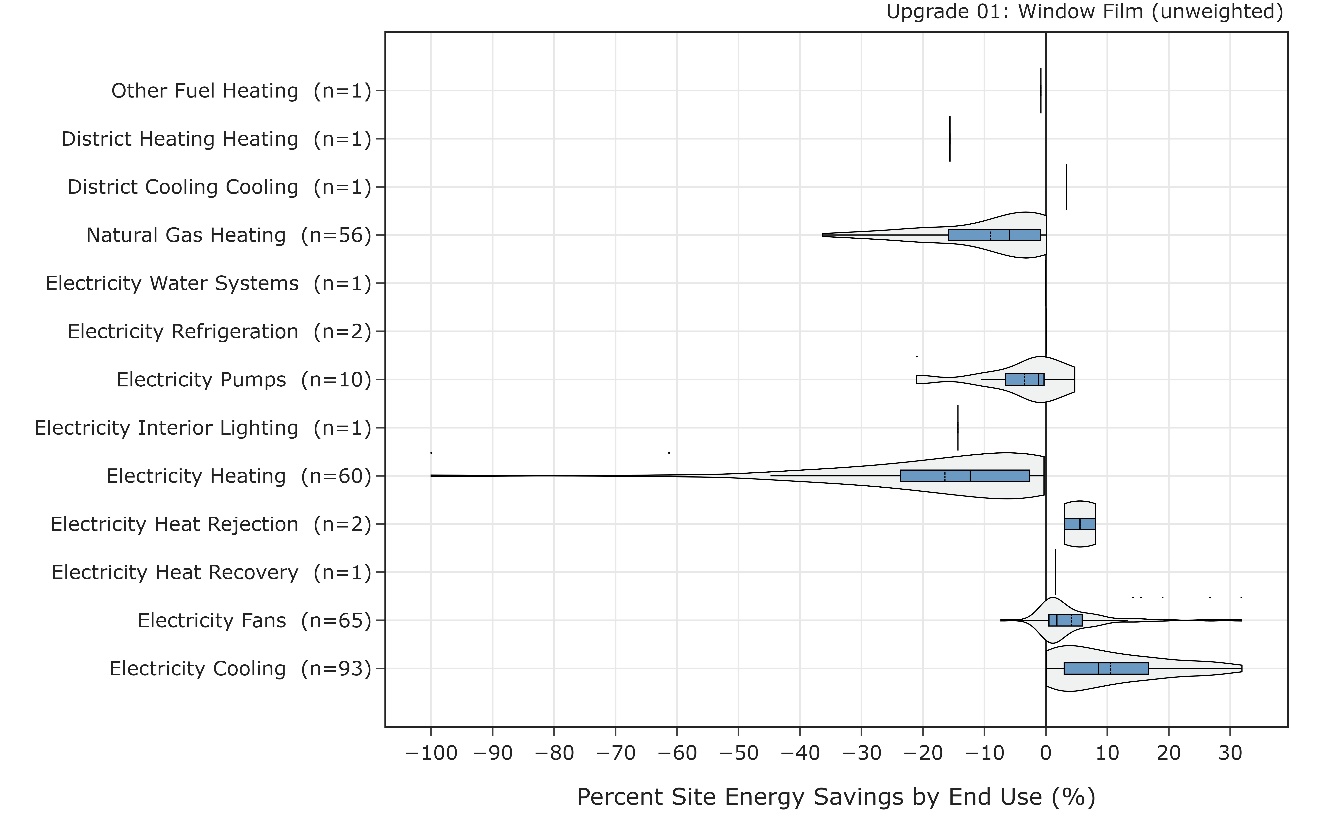 Upgrade 01: Window Film (unweighted)
Other Fuel Heating (n=1)
District Heating Heating (n=1)
District Cooling Cooling (n=1)
Natural Gas Heating (n=56)
Electricity Water Systems (n=1)
Electricity Refrigeration (n=2)
Electricity Pumps (n=10)
Electricity Interior Lighting (n=1)
Electricity Heating (n=60)
Electricity Heat Rejection (n=2)
Electricity Heat Recovery (n=1)
Electricity Fans (n=65)
Electricity Cooling (n=93)
−100 −90 −80 −70 −60 −50 −40 −30 −20 −10 0 10 20 30
Percent Site Energy Savings by End Use (%)